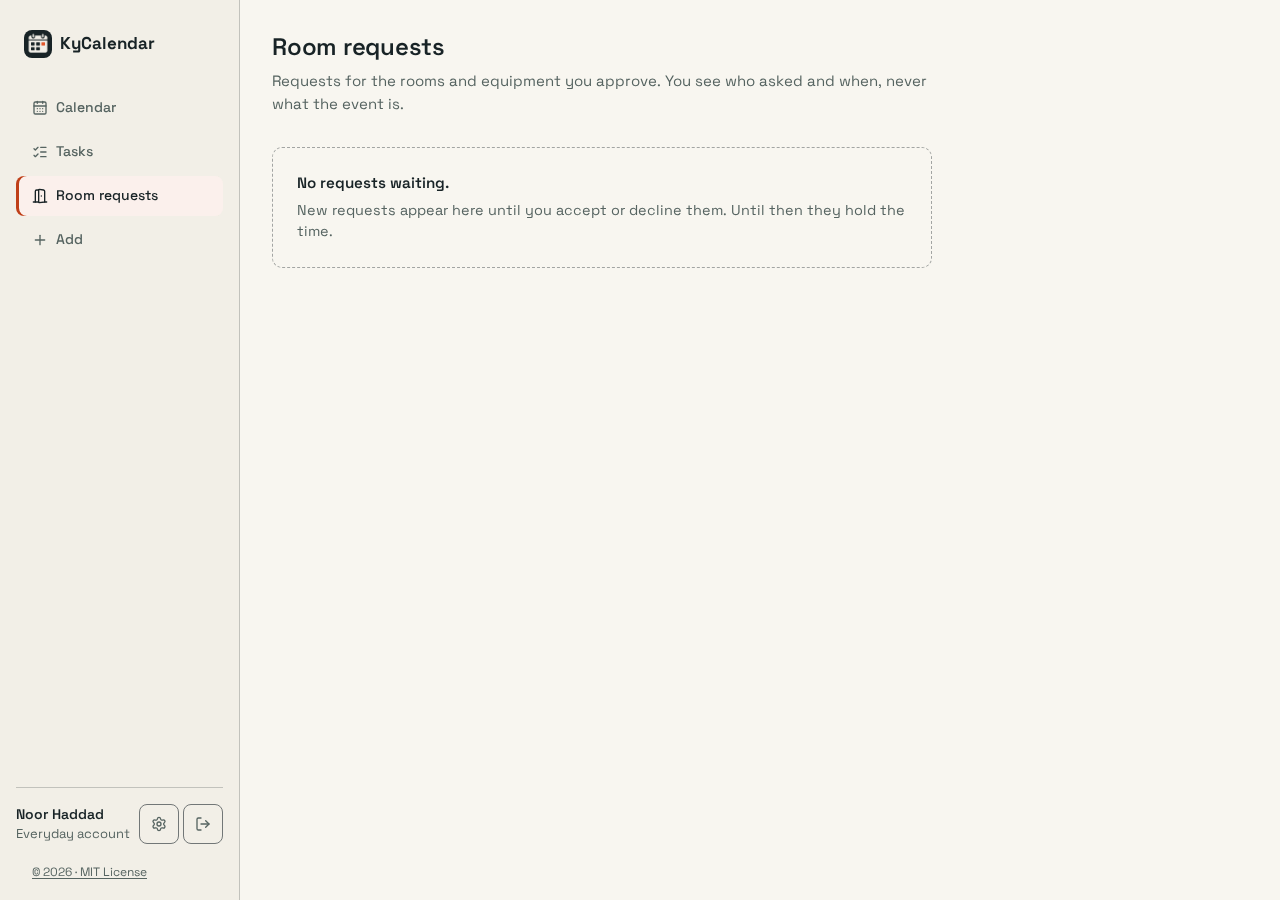 KyCalendar
Calendar
Tasks
Room requests
Add
Noor Haddad
Everyday account
© 2026 · MIT License
Room requests
Requests for the rooms and equipment you approve. You see who asked and when, never
what the event is.
No requests waiting.
New requests appear here until you accept or decline them. Until then they hold the
time.